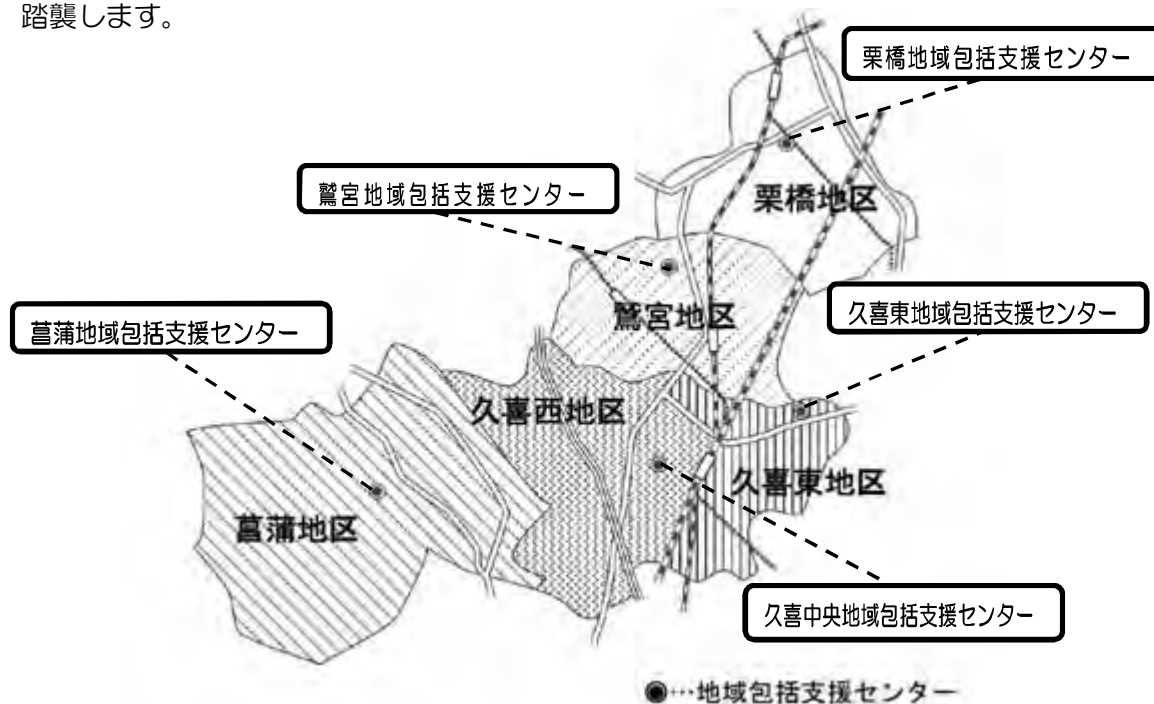 踏襲します。
栗橋地域包括支援センター
鷲宮地域包括支援センター
栗橋地区
菖蒲地域包括支援センター
鷲宮地区
久喜東地域包括支援センター
久喜西地区
久喜東地区
菖蒲地区
久喜中央地域包括支援センター
◉…地域包括支援センター